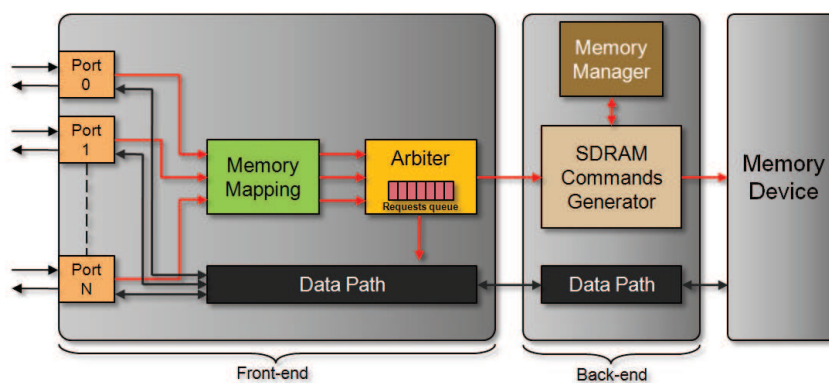 Port
0
Port
1
Port
N
Memory
Mapping
Arbiter
Requests queue
Data Path
Memory
Manager
SDRAM
Commands
Generator
Data Path
Memory
Device
Front-end
Back-end